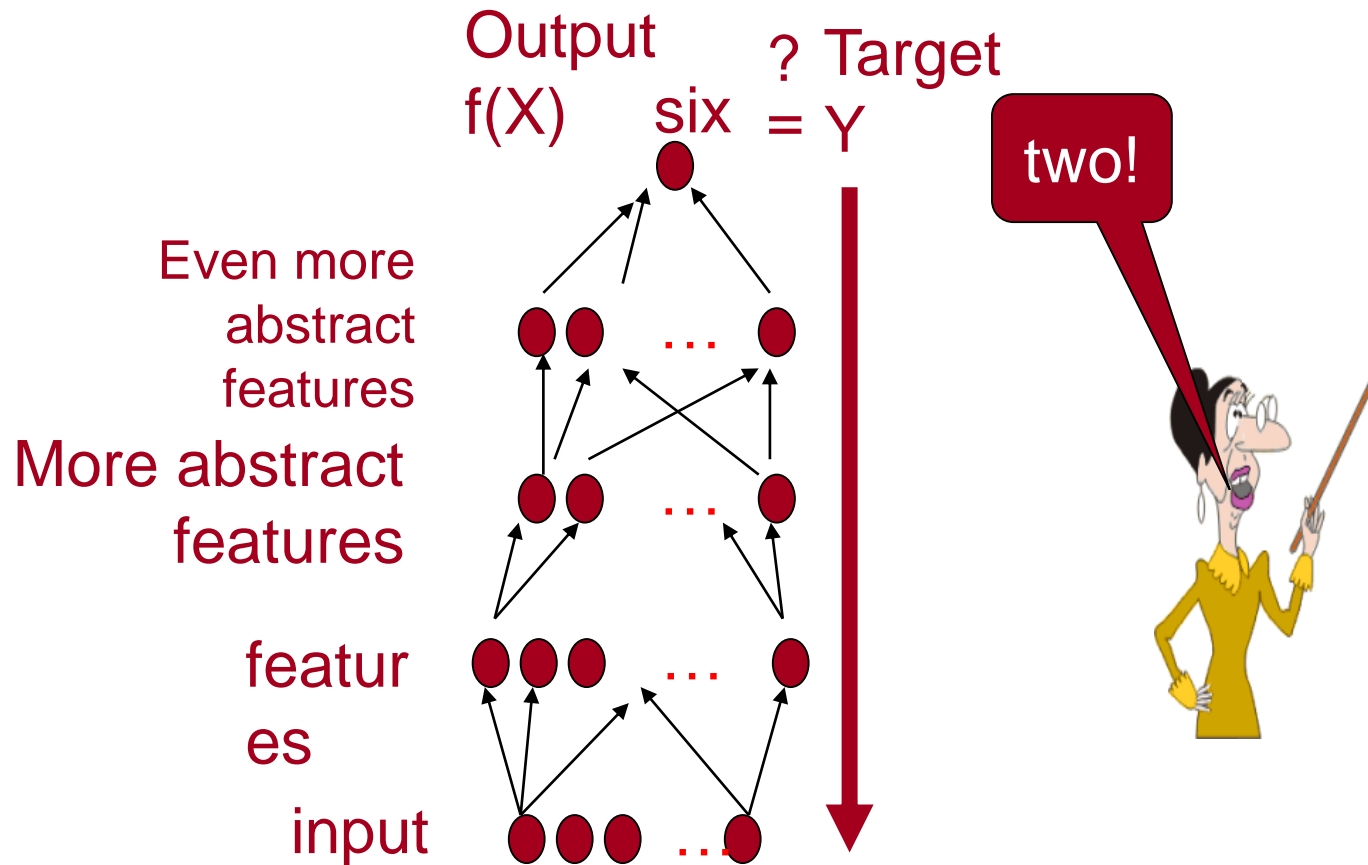 Output
f(X)
six
?
=
Target
Y
two!
Even more
abstract
features
...
More abstract
features
...
featur
es
...
input
...